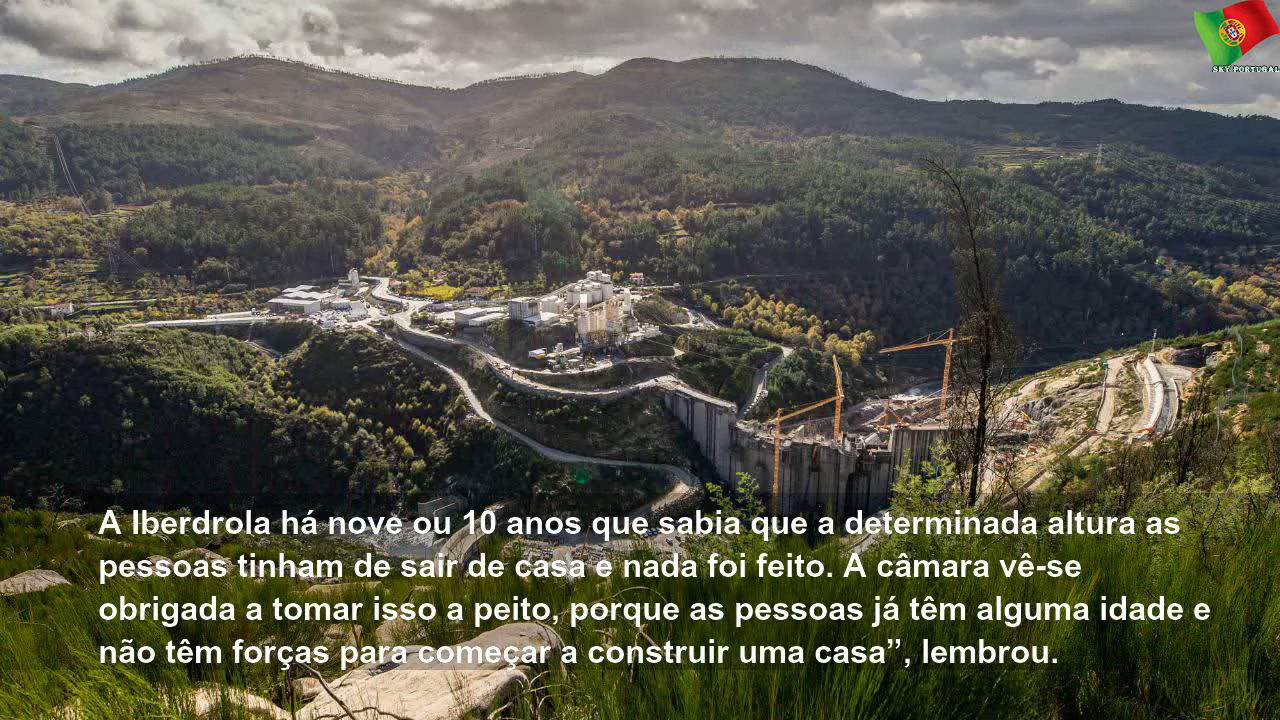 SKY PORTUGAL
A Iberdrola há nove ou 10 anos que sabia que a determinada altura as
pessoas tinham de sair de casa e nada foi feito. A câmara vê-se
obrigada a tomar isso a peito, porque as pessoas já têm alguma idade e
não têm forças para começar a construir uma casa”, lembrou.